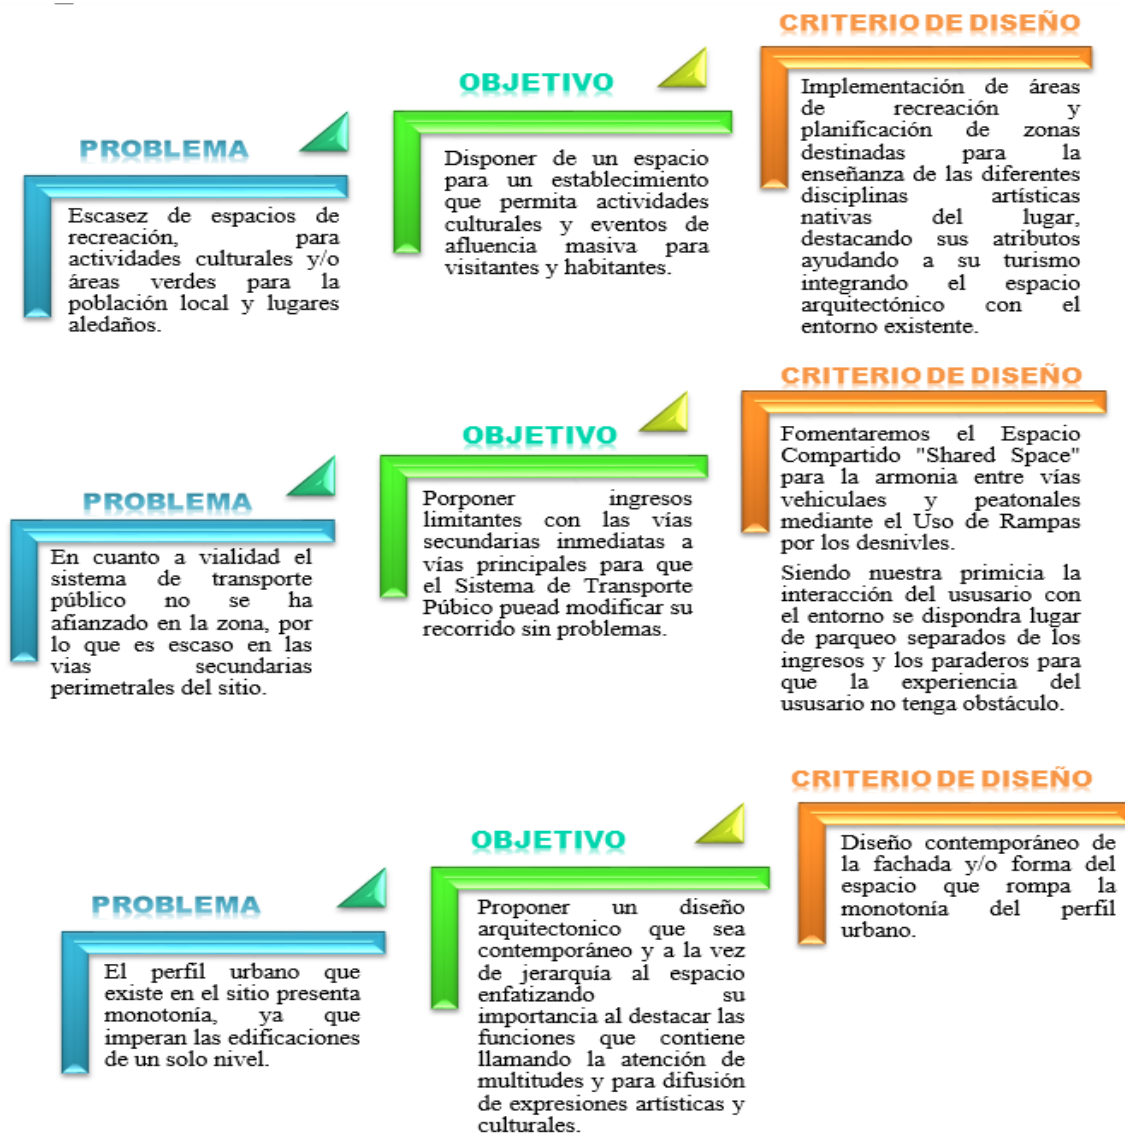 PROBLEMA
Escasez de espacios de
recreación, para
actividades culturales y/o
áreas verdes para la
población local y lugares
aledaños.
OBJETIVO
Disponer de un espacio
para un establecimiento
que permita actividades
culturales y eventos de
afluencia masiva para
visitantes y habitantes.
CRITERIO DE DISEÑO
Implementación de áreas
de recreación y
planificación de zonas
destinadas para la
enseñanza de las diferentes
disciplinas artísticas
nativas del lugar,
destacando sus atributos
ayudando a su turismo
integrando el espacio
arquitectónico con el
entorno existente.
PROBLEMA
En cuanto a vialidad el
sistema de transporte
público no se ha
afianzado en la zona, por
lo que es escaso en las
vias secundarias
perimetrales del sitio.
OBJETIVO
Porponer ingresos
limitantes con las vías
secundarias inmediatas a
vías principales para que
el Sistema de Transporte
Púbico puead modificar su
recorrido sin problemas.
CRITERIO DE DISEÑO
Fomentaremos el Espacio
Compartido "Shared Space"
para la armonia entre vías
vehiculaes y peatonales
mediante el Uso de Rampas
por los desnivles.
Siendo nuestra primicia la
interacción del ususario con
el entorno se dispondra lugar
de parqueo separados de los
ingresos y los paraderos para
que la experiencia del
ususario no tenga obstáculo.
PROBLEMA
El perfil urbano que
existe en el sitio presenta
monotonía, ya que
imperan las edificaciones
de un solo nivel.
OBJETIVO
Proponer un diseño
arquitectonico que sea
contemporáneo y a la vez
de jerarquía al espacio
enfatizando su
importancia al destacar las
funciones que contiene
llamando la atención de
multitudes y para difusión
de expresiones artísticas y
culturales.
CRITERIO DE DISEÑO
Diseño contemporáneo de
la fachada y/o forma del
espacio que rompa la
monotonía del perfil
urbano.